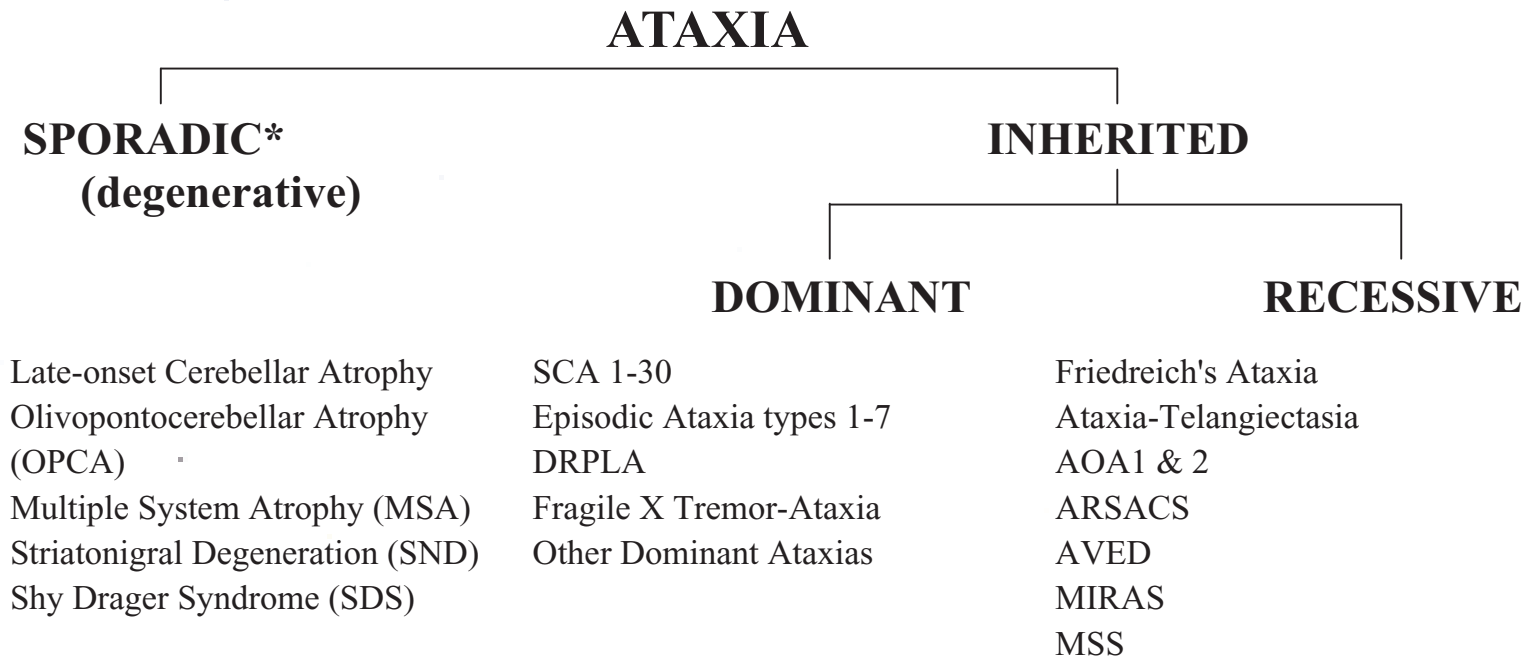 ATAXIA
SPORADIC*
(degenerative)
INHERITED
DOMINANT
RECESSIVE
Late-onset Cerebellar Atrophy
Olivopontocerebellar Atrophy
(OPCA)
Multiple System Atrophy (MSA)
Striatonigral Degeneration (SND)
Shy Drager Syndrome (SDS)
SCA 1-30
Episodic Ataxia types 1-7
DRPLA
Fragile X Tremor-Ataxia
Other Dominant Ataxias
Friedreich's Ataxia
Ataxia-Telangiectasia
AOA1 & 2
ARSACS
AVED
MIRAS
MSS